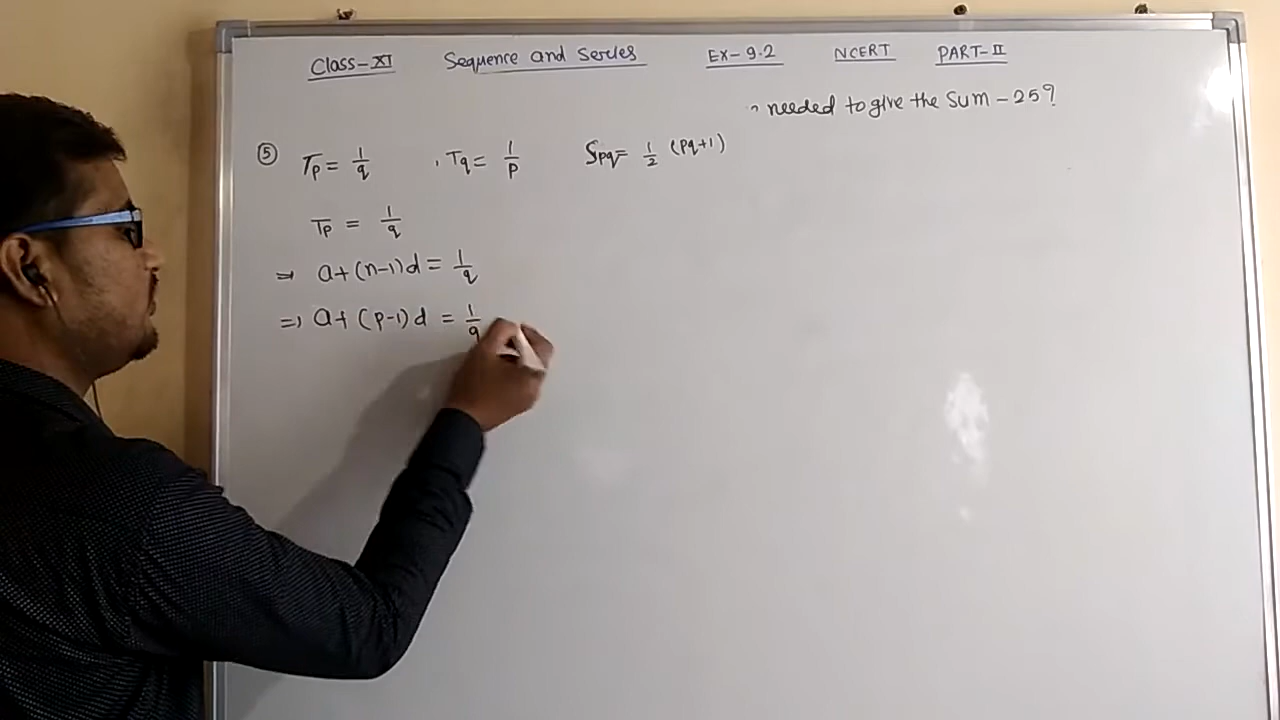 Class-XI Sequence and Series Ex-9.2 NCERT PART-II
needed to give the Sum -25?
⑤ Tp = 1/q , Tq = 1/p Spq = 1/2 (pq+1)
Tp = 1/q
⇒ a+(n-1)d = 1/q
⇒ a+(p-1)d = 1/q